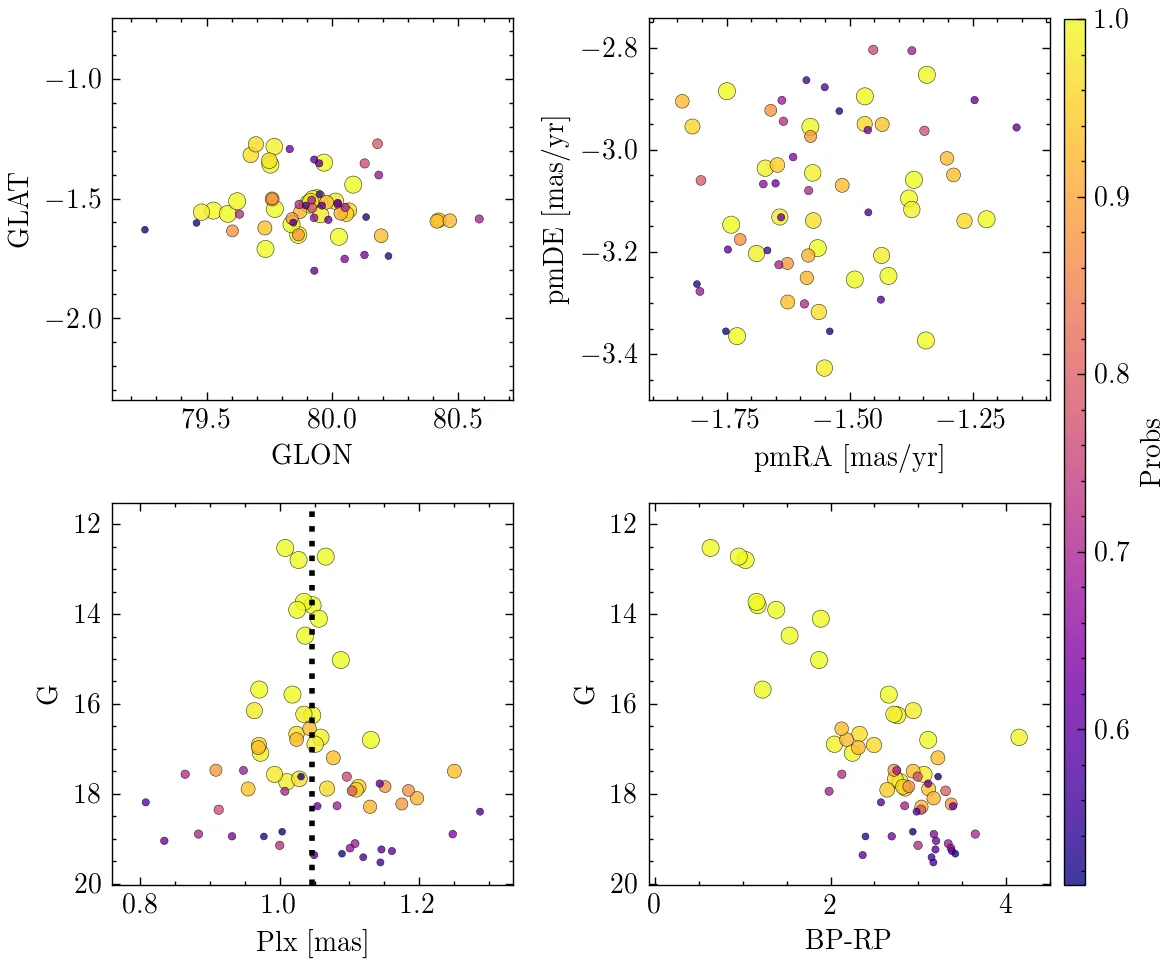 −1.0
−1.5
−2.0
GLAT
79.5 80.0 80.5
GLON
−2.8
−3.0
−3.2
−3.4
pmDE [mas/yr]
−1.75 −1.50 −1.25
pmRA [mas/yr]
12
14
16
18
20
G
0.8 1.0 1.2
Plx [mas]
12
14
16
18
20
G
0 2 4
BP-RP
1.0
0.9
0.8
0.7
0.6
Probs